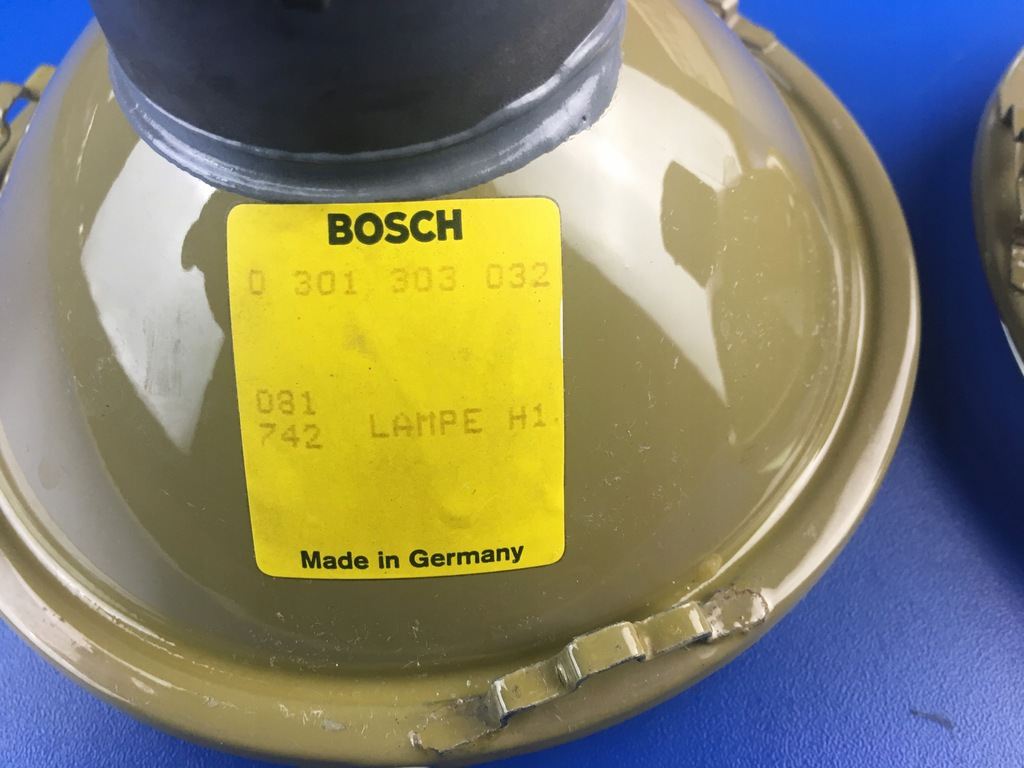 BOSCH
0 301 303 032
081
742 LAMPE H1
Made in Germany